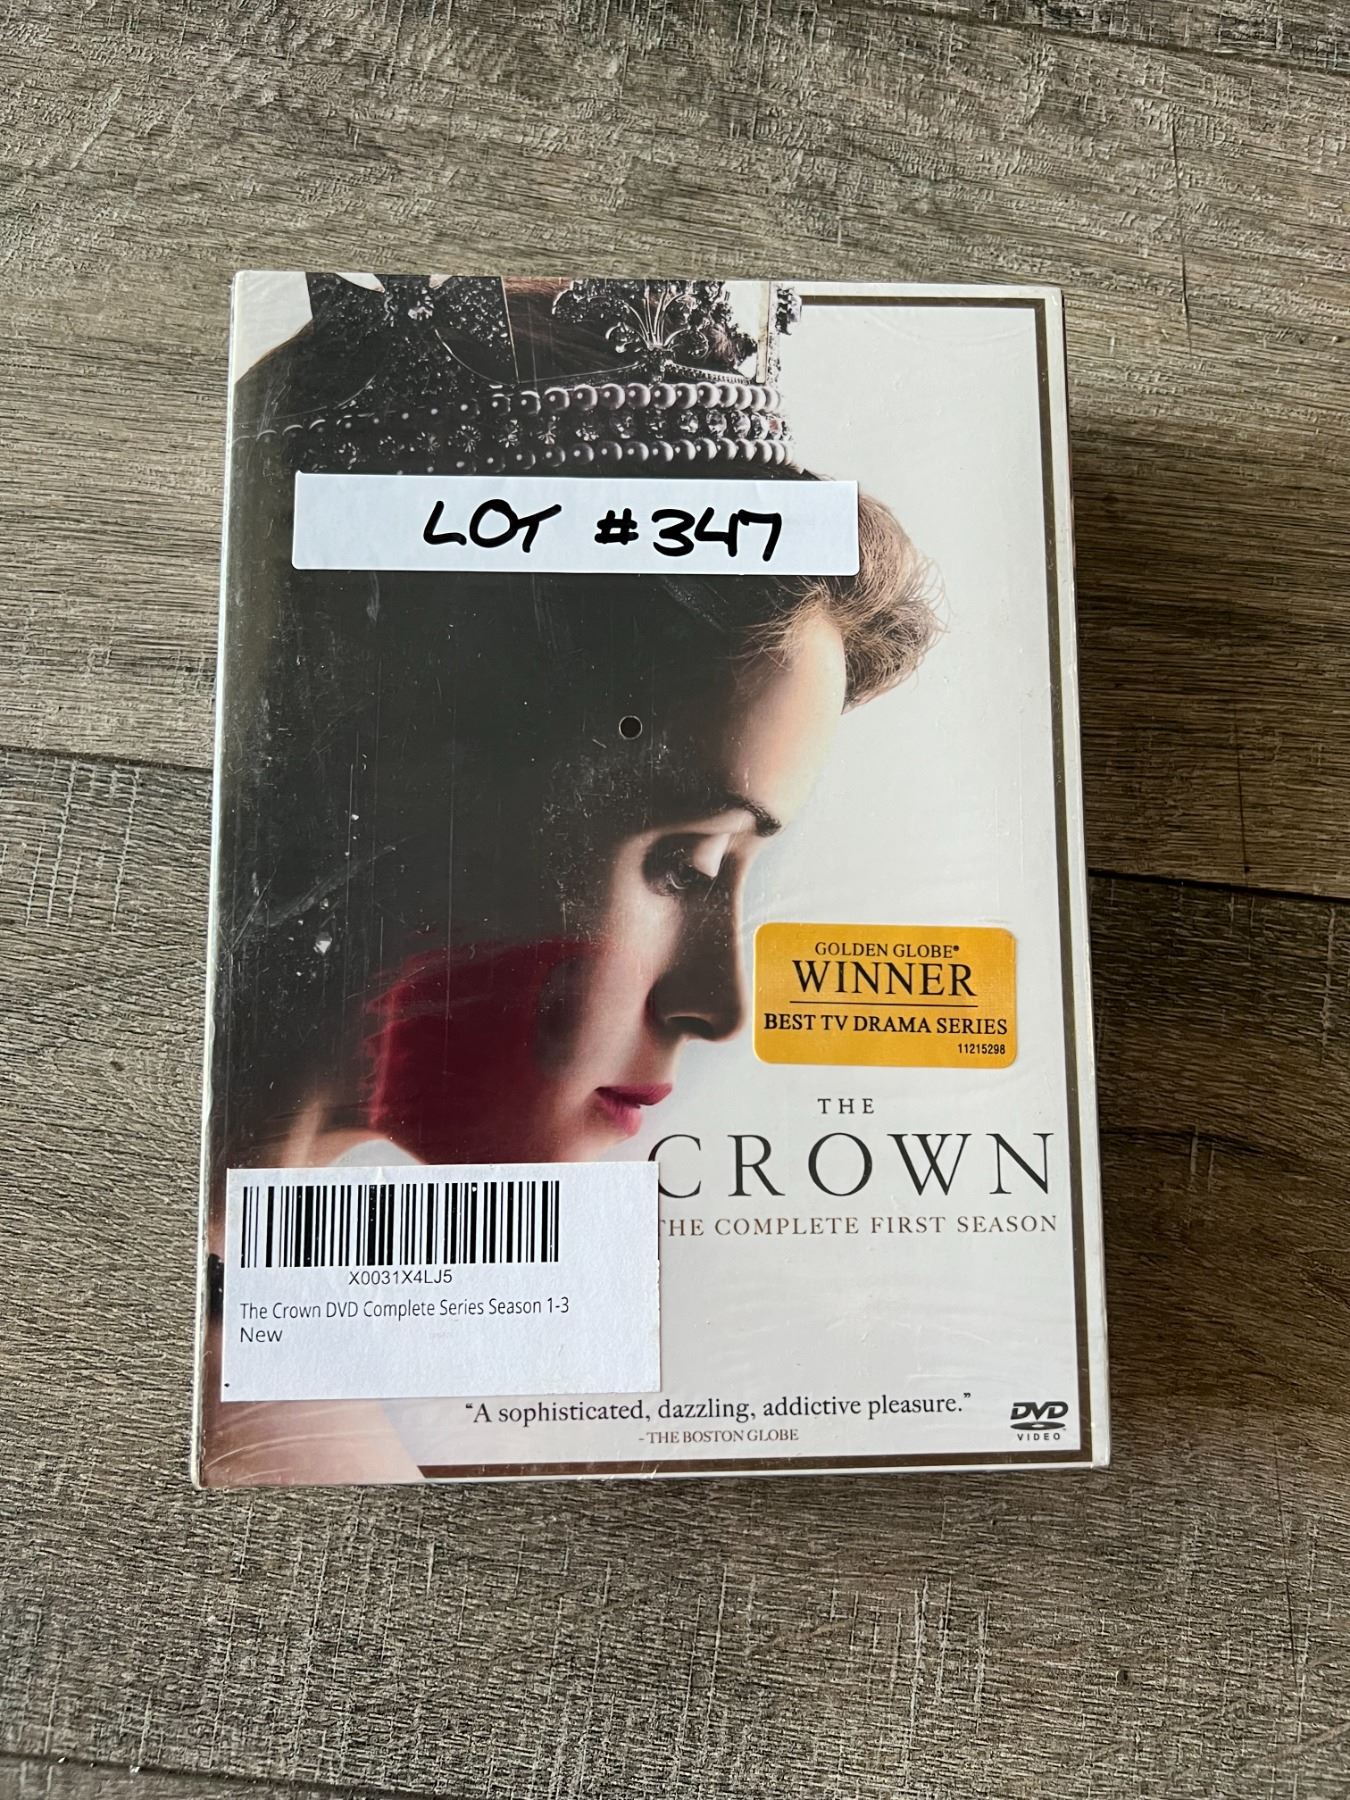 LOT #347
GOLDEN GLOBE®
WINNER
BEST TV DRAMA SERIES
11215298
THE
CROWN
THE COMPLETE FIRST SEASON
X0031X4LJ5
The Crown DVD Complete Series Season 1-3
New
“A sophisticated, dazzling, addictive pleasure.”
- THE BOSTON GLOBE
DVD
VIDEO